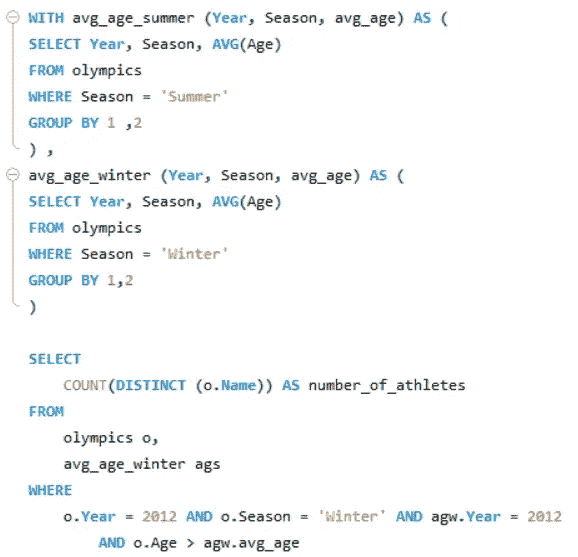 WITH avg_age_summer (Year, Season, avg_age) AS (
SELECT Year, Season, AVG(Age)
FROM olympics
WHERE Season = 'Summer'
GROUP BY 1 ,2
) ,
avg_age_winter (Year, Season, avg_age) AS (
SELECT Year, Season, AVG(Age)
FROM olympics
WHERE Season = 'Winter'
GROUP BY 1,2
)
SELECT
COUNT(DISTINCT (o.Name)) AS number_of_athletes
FROM
olympics o,
avg_age_winter ags
WHERE
o.Year = 2012 AND o.Season = 'Winter' AND agw.Year = 2012
AND o.Age > agw.avg_age